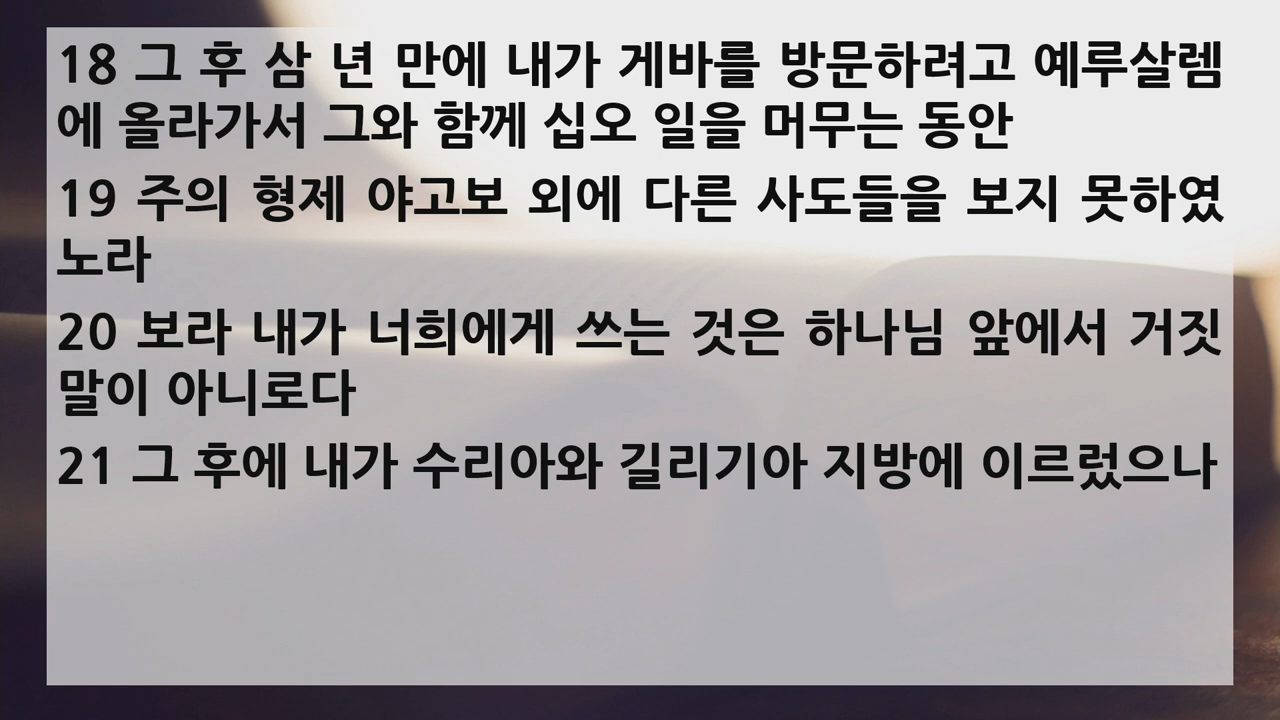 18 그 후 삼 년 만에 내가 게바를 방문하려고 예루살렘
에 올라가서 그와 함께 십오 일을 머무는 동안
19 주의 형제 야고보 외에 다른 사도들을 보지 못하였
노라
20 보라 내가 너희에게 쓰는 것은 하나님 앞에서 거짓
말이 아니로다
21 그 후에 내가 수리아와 길리기아 지방에 이르렀으나